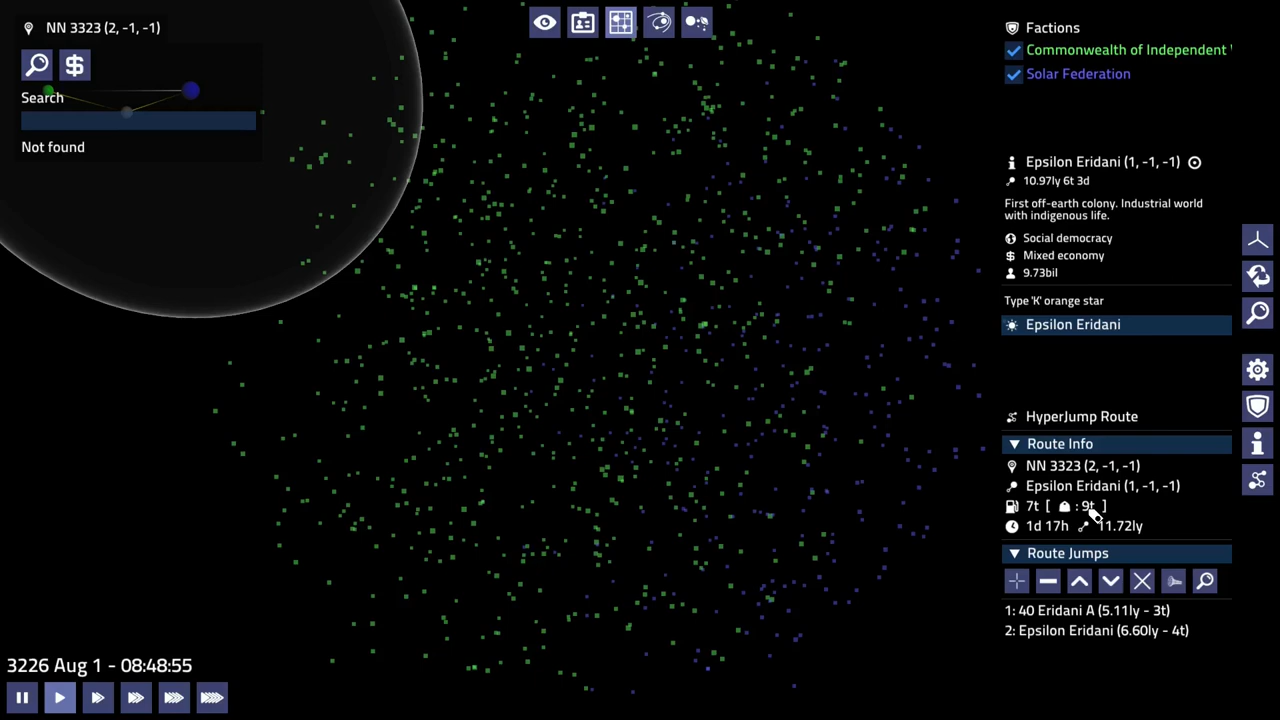 NN 3323 (2, -1, -1)
Search
Not found
Factions
Commonwealth of Independent
Solar Federation
Epsilon Eridani (1, -1, -1)
10.97ly 6t 3d
First off-earth colony. Industrial world
with indigenous life.
Social democracy
Mixed economy
9.73bil
Type 'K' orange star
Epsilon Eridani
HyperJump Route
Route Info
NN 3323 (2, -1, -1)
Epsilon Eridani (1, -1, -1)
7t [ : 9t ]
1d 17h 11.72ly
Route Jumps
1: 40 Eridani A (5.11ly - 3t)
2: Epsilon Eridani (6.60ly - 4t)
3226 Aug 1 - 08:48:55